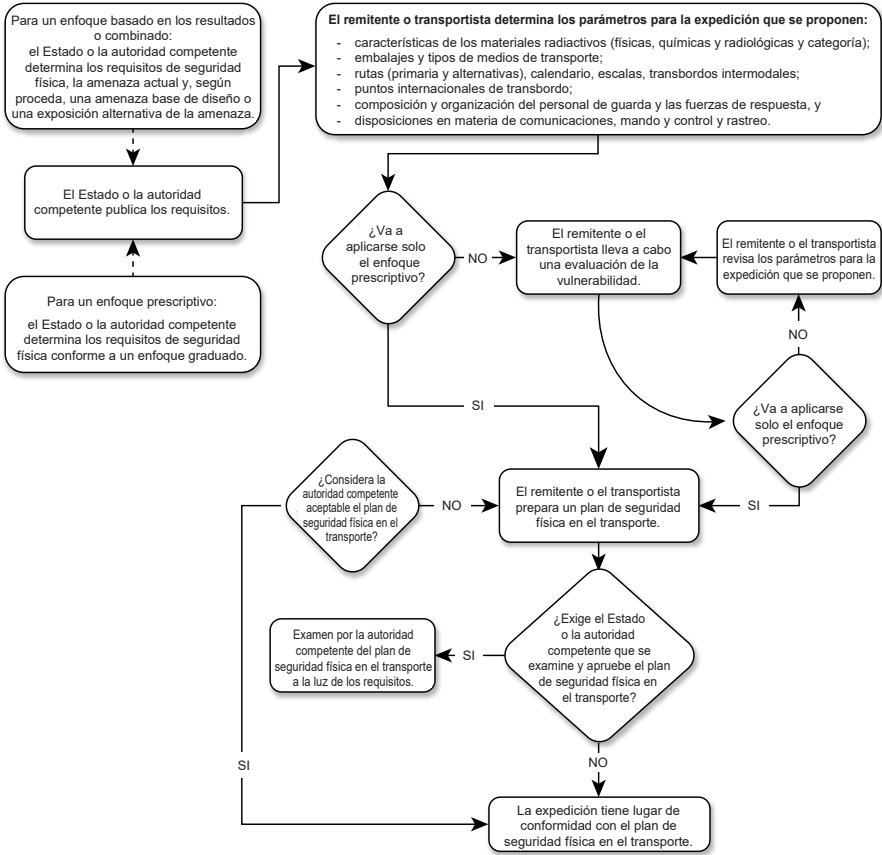 Para un enfoque basado en los resultados
o combinado:
el Estado o la autoridad competente
determina los requisitos de seguridad
física, la amenaza actual y, según
proceda, una amenaza base de diseño o
una exposición alternativa de la amenaza.
El Estado o la autoridad
competente publica los requisitos.
Para un enfoque prescriptivo:
el Estado o la autoridad competente
determina los requisitos de seguridad
física conforme a un enfoque graduado.
El remitente o transportista determina los parámetros para la expedición que se proponen:
- características de los materiales radiactivos (físicas, químicas y radiológicas y categoría);
- embalajes y tipos de medios de transporte;
- rutas (primaria y alternativas), calendario, escalas, transbordos intermodales;
- puntos internacionales de transbordo;
- composición y organización del personal de guarda y las fuerzas de respuesta, y
- disposiciones en materia de comunicaciones, mando y control y rastreo.
¿Va a
aplicarse solo
el enfoque
prescriptivo?
NO
El remitente o el
transportista lleva a cabo
una evaluación de la
vulnerabilidad.
El remitente o el transportista
revisa los parámetros para la
expedición que se proponen.
NO
¿Va a aplicarse
solo el enfoque
prescriptivo?
SI
SI
¿Considera la
autoridad competente
aceptable el plan de
seguridad física en el
transporte?
NO
El remitente o el transportista
prepara un plan de seguridad
física en el transporte.
¿Exige el Estado
o la autoridad
competente que se
examine y apruebe el plan
de seguridad física en
el transporte?
SI
Examen por la autoridad
competente del plan de
seguridad física en el transporte
a la luz de los requisitos.
SI
NO
La expedición tiene lugar de
conformidad con el plan de
seguridad física en el transporte.